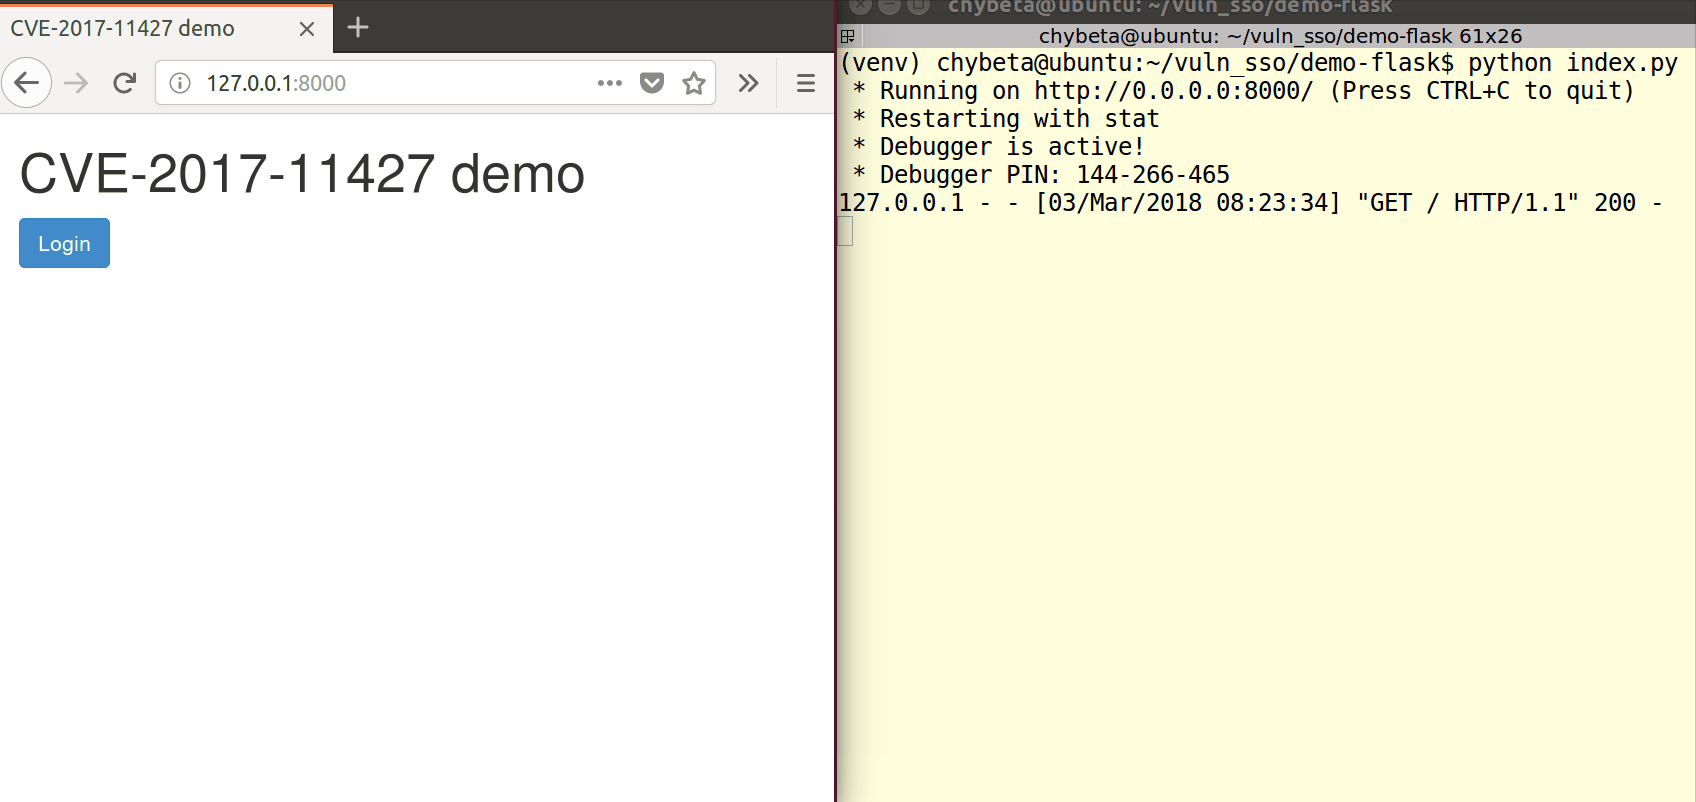 CVE-2017-11427 demo
127.0.0.1:8000
CVE-2017-11427 demo
Login
chybeta@ubuntu: ~/vuln_sso/demo-flask
chybeta@ubuntu: ~/vuln_sso/demo-flask 61x26
(venv) chybeta@ubuntu:~/vuln_sso/demo-flask$ python index.py
* Running on http://0.0.0.0:8000/ (Press CTRL+C to quit)
* Restarting with stat
* Debugger is active!
* Debugger PIN: 144-266-465
127.0.0.1 - - [03/Mar/2018 08:23:34] "GET / HTTP/1.1" 200 -